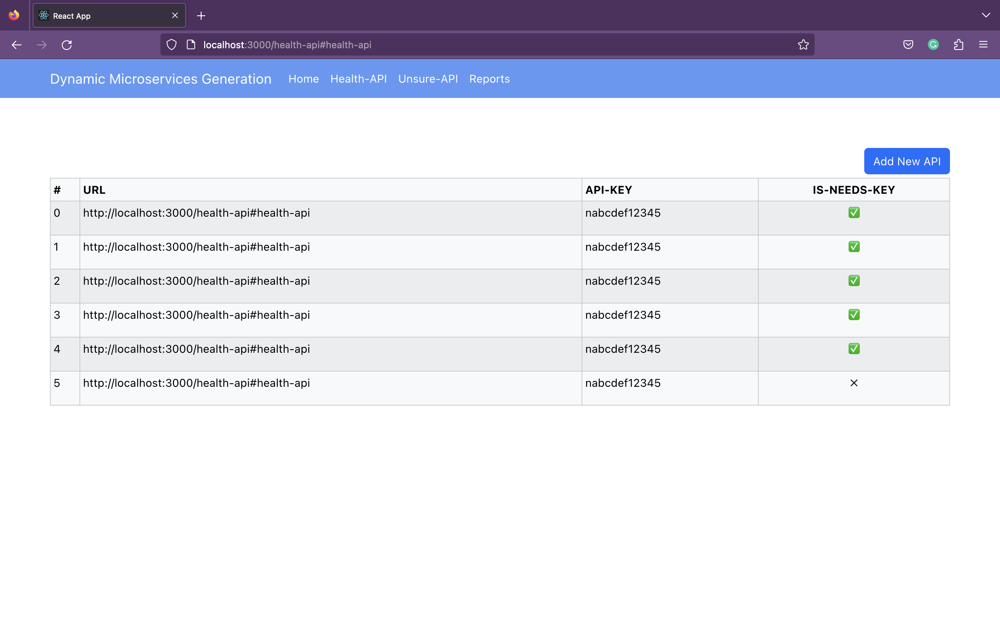 React App
localhost:3000/health-api#health-api
Dynamic Microservices Generation Home Health-API Unsure-API Reports
Add New API
# URL API-KEY IS-NEEDS-KEY
0 http://localhost:3000/health-api#health-api nabcdef12345 ✅
1 http://localhost:3000/health-api#health-api nabcdef12345 ✅
2 http://localhost:3000/health-api#health-api nabcdef12345 ✅
3 http://localhost:3000/health-api#health-api nabcdef12345 ✅
4 http://localhost:3000/health-api#health-api nabcdef12345 ✅
5 http://localhost:3000/health-api#health-api nabcdef12345 ×